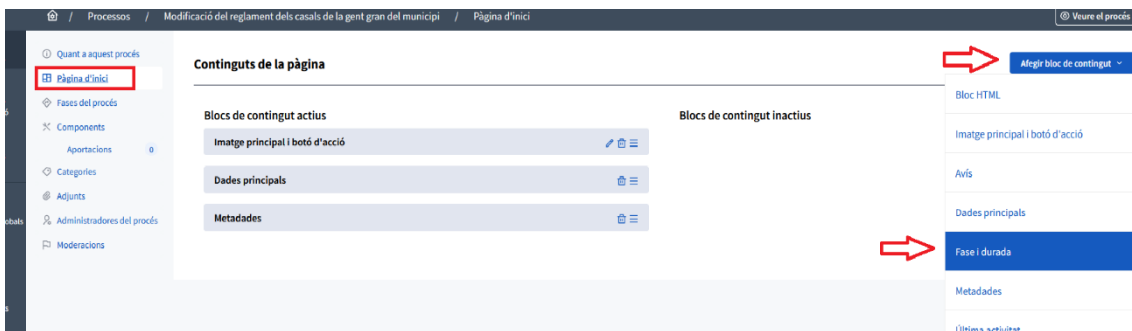 / Processos / Modificació del reglament dels casals de la gent gran del municipi / Pàgina d'inici
Veure el procés
Quant a aquest procés
Pàgina d'inici
Fases del procés
Components
Aportacions 0
Categories
Adjunts
Administradores del procés
Moderacions
obals
Continguts de la pàgina
Afegir bloc de contingut
Blocs de contingut actius
Imatge principal i botó d'acció
Dades principals
Metadades
Blocs de contingut inactius
Bloc HTML
Imatge principal i botó d'acció
Avís
Dades principals
Fase i durada
Metadades
Última activitat